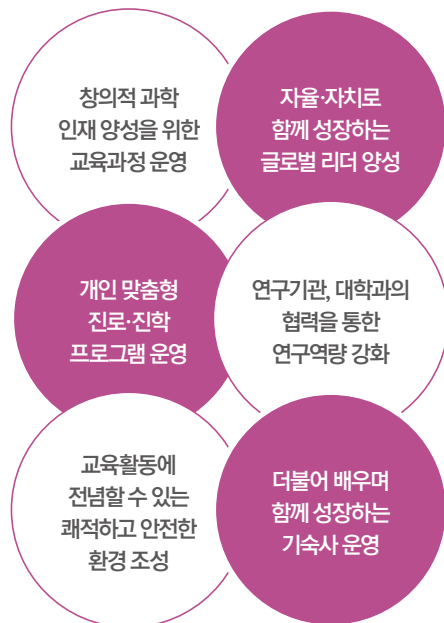 창의적 과학
인재 양성을 위한
교육과정 운영
자율·자치로
함께 성장하는
글로벌 리더 양성
개인 맞춤형
진로·진학
프로그램 운영
연구기관, 대학과의
협력을 통한
연구역량 강화
교육활동에
전념할 수 있는
쾌적하고 안전한
환경 조성
더불어 배우며
함께 성장하는
기숙사 운영